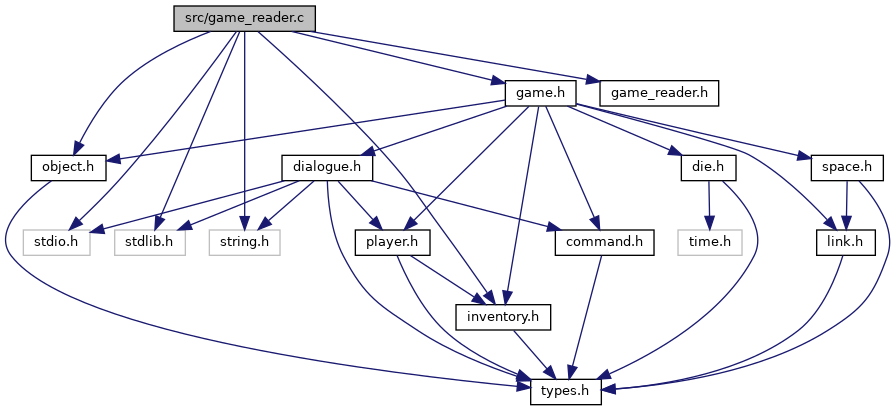 src/game_reader.c
game.h
game_reader.h
object.h
dialogue.h
die.h
space.h
stdio.h
stdlib.h
string.h
player.h
command.h
time.h
link.h
inventory.h
types.h